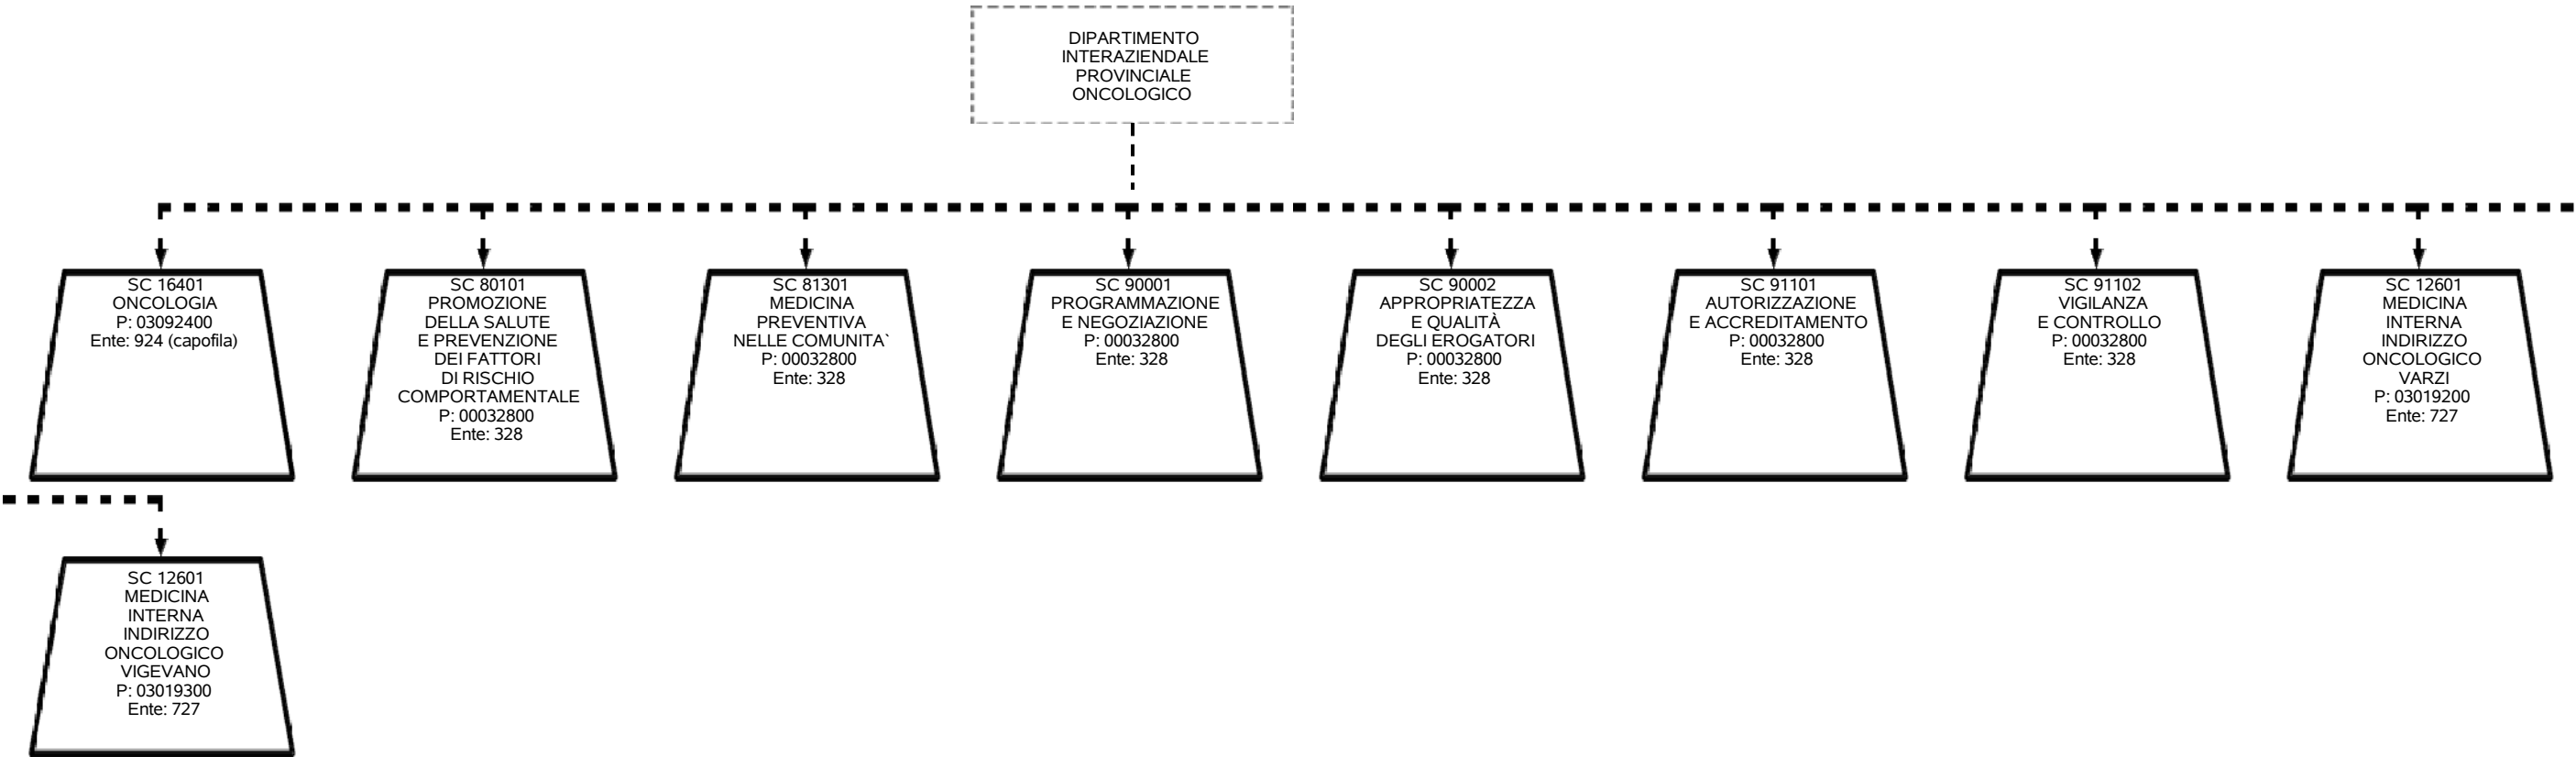 DIPARTIMENTO
INTERAZIENDALE
PROVINCIALE
ONCOLOGICO
SC 16401
ONCOLOGIA
P: 03092400
Ente: 924 (capofila)
SC 80101
PROMOZIONE
DELLA SALUTE
E PREVENZIONE
DEI FATTORI
DI RISCHIO
COMPORTAMENTALE
P: 00032800
Ente: 328
SC 81301
MEDICINA
PREVENTIVA
NELLE COMUNITA`
P: 00032800
Ente: 328
SC 90001
PROGRAMMAZIONE
E NEGOZIAZIONE
P: 00032800
Ente: 328
SC 90002
APPROPRIATEZZA
E QUALITÀ
DEGLI EROGATORI
P: 00032800
Ente: 328
SC 91101
AUTORIZZAZIONE
E ACCREDITAMENTO
P: 00032800
Ente: 328
SC 91102
VIGILANZA
E CONTROLLO
P: 00032800
Ente: 328
SC 12601
MEDICINA
INTERNA
INDIRIZZO
ONCOLOGICO
VARZI
P: 03019200
Ente: 727
SC 12601
MEDICINA
INTERNA
INDIRIZZO
ONCOLOGICO
VIGEVANO
P: 03019300
Ente: 727